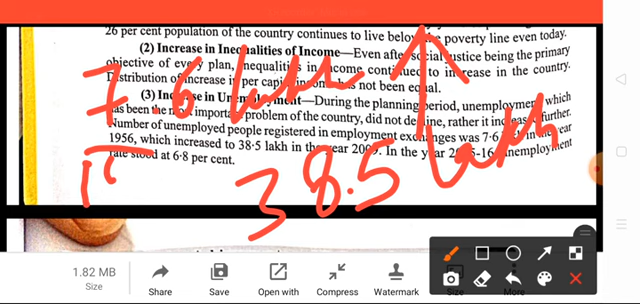 26 per cent population of the country continues to live below the poverty line even today.
(2) Increase in Inequalities of Income—Even after social justice being the primary
objective of every plan, inequalities in income continued to increase in the country.
Distribution of increase in per capita income has not been equal.
(3) Increase in Unemployment—During the planning period, unemployment which
has been the most important problem of the country, did not decline, rather it increased further.
Number of unemployed people registered in employment exchanges was 7·6 lakh in the year
1956, which increased to 38·5 lakh in the year 2009. In the year 2015-16 unemployment
rate stood at 6·8 per cent.
7.6 lakh
38.5 lakh
1.82 MB
Size
Share
Save
Open with
Compress
Watermark
Size
More